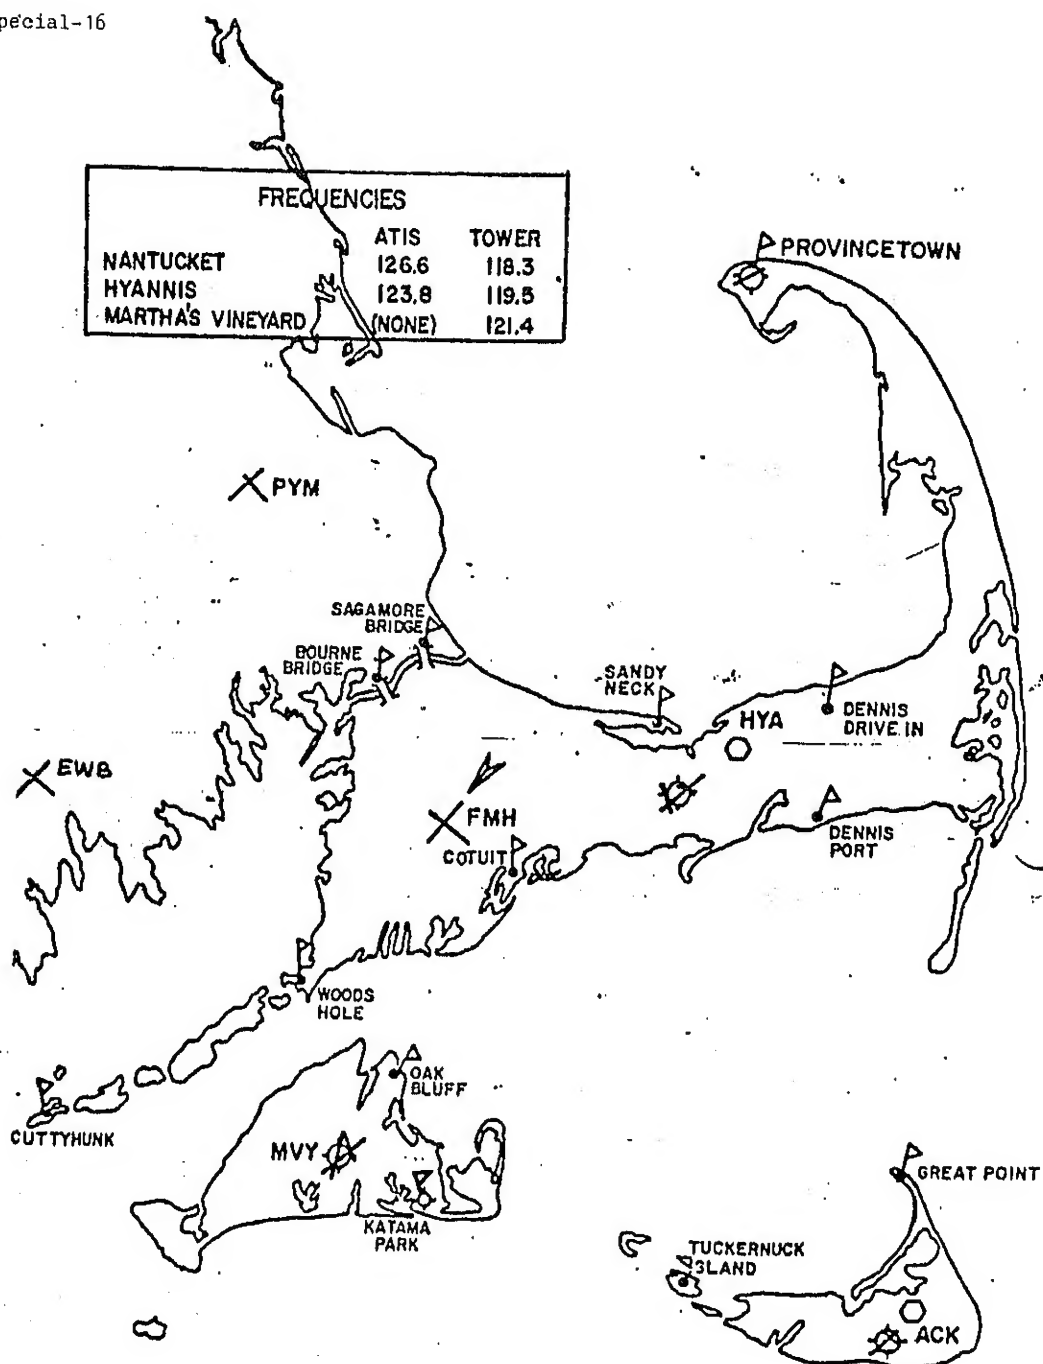 pecial-16
FREQUENCIES
ATIS TOWER
NANTUCKET 126.6 118.3
HYANNIS 123.8 119.5
MARTHA'S VINEYARD (NONE) 121.4
PROVINCETOWN
PYM
SAGAMORE
BRIDGE
BOURNE
BRIDGE
SANDY
NECK
HYA
DENNIS
DRIVE IN
EWB
FMH
COTUIT
DENNIS
PORT
WOODS
HOLE
OAK
BLUFF
CUTTYHUNK
MVY
KATAMA
PARK
GREAT POINT
TUCKERNUCK
SLAND
ACK